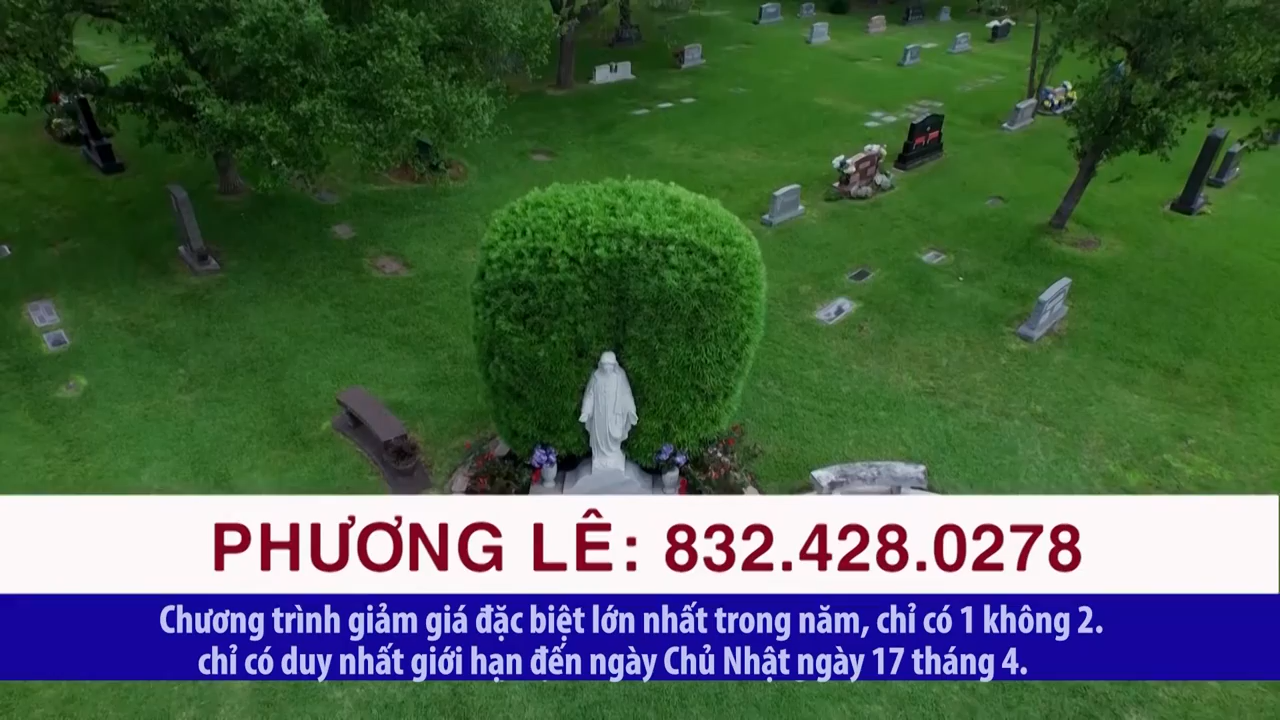 PHƯƠNG LÊ: 832.428.0278
Chương trình giảm giá đặc biệt lớn nhất trong năm, chỉ có 1 không 2.
chỉ có duy nhất giới hạn đến ngày Chủ Nhật ngày 17 tháng 4.